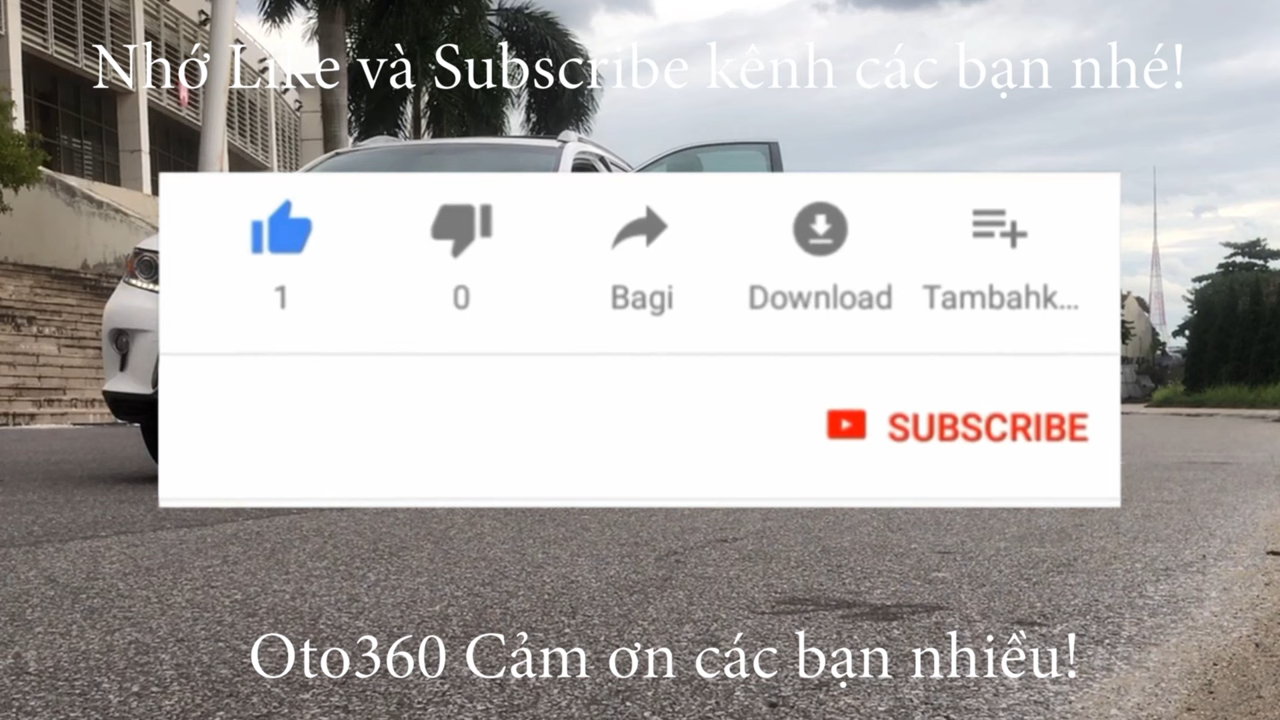 Nhớ Like và Subscribe kênh các bạn nhé!
1 0 Bagi Download Tambahk...
SUBSCRIBE
Oto360 Cảm ơn các bạn nhiều!